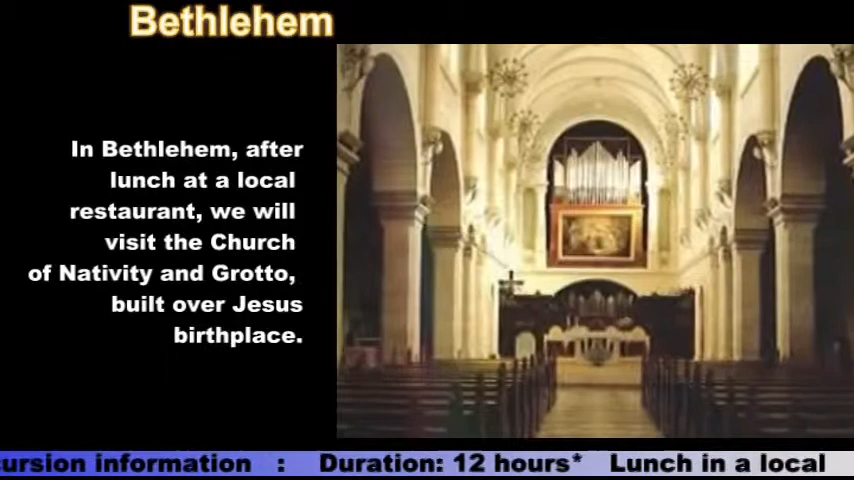 Bethlehem
In Bethlehem, after
lunch at a local
restaurant, we will
visit the Church
of Nativity and Grotto,
built over Jesus
birthplace.
information : Duration: 12 hours* Lunch in a local